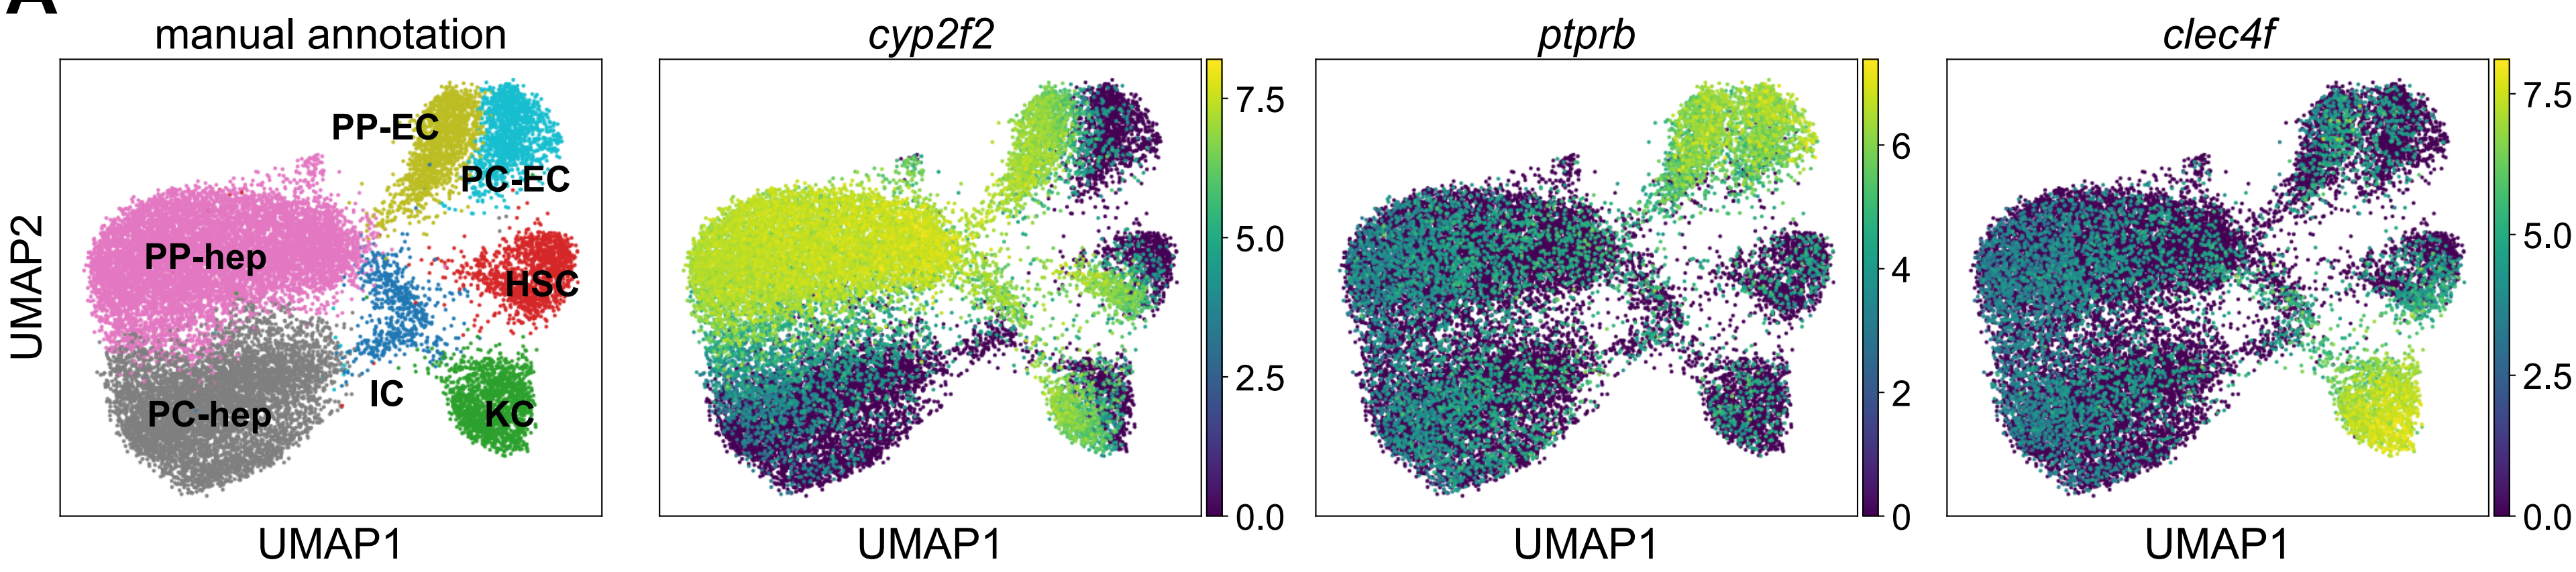 A
manual annotation
cyp2f2
ptprb
clec4f
UMAP2
PP-EC
PC-EC
PP-hep
HSC
IC
PC-hep
KC
7.5
5.0
2.5
0.0
6
4
2
0
7.5
5.0
2.5
0.0
UMAP1
UMAP1
UMAP1
UMAP1